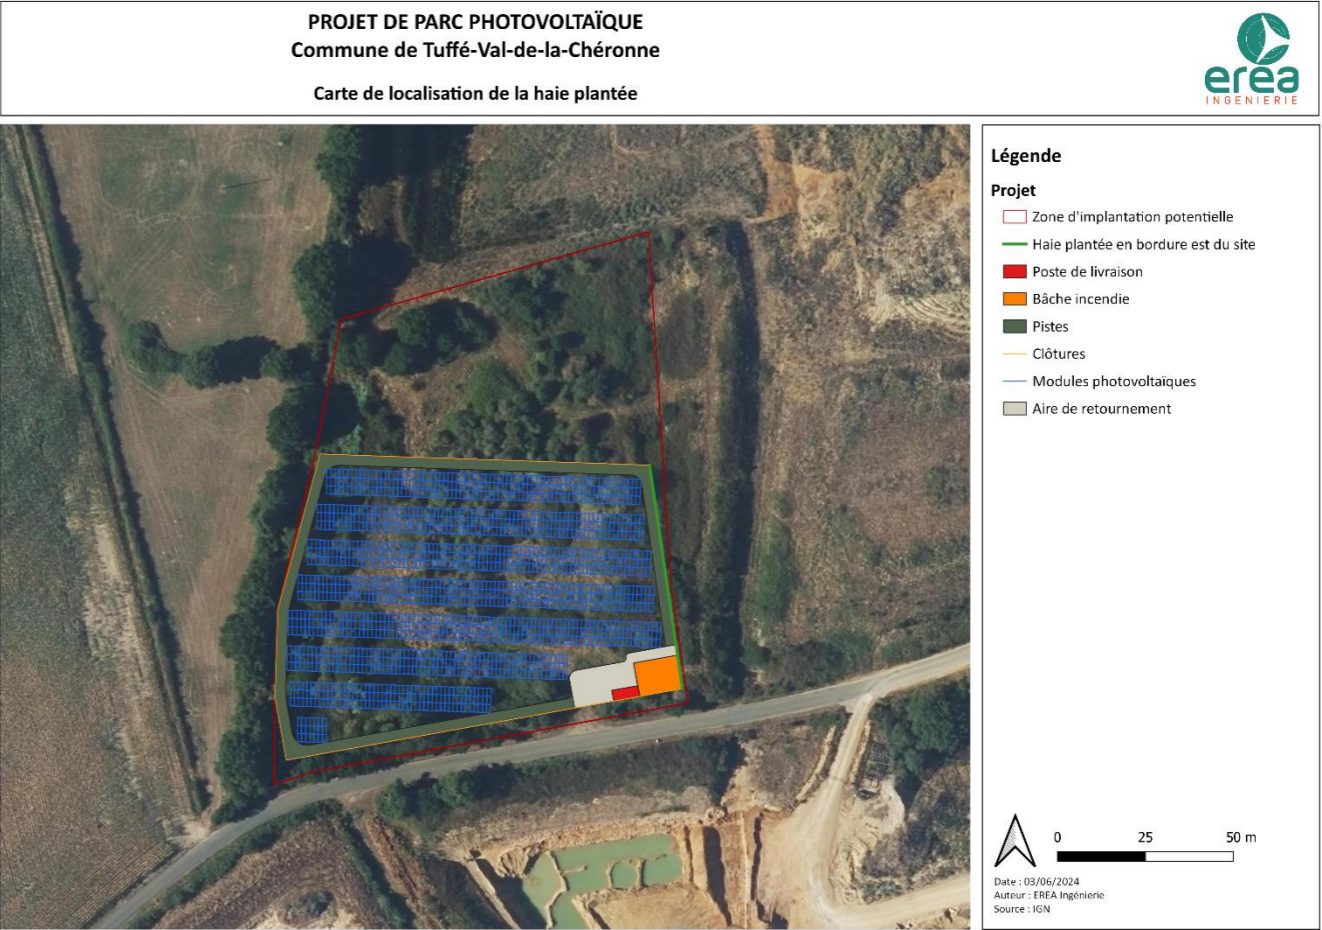 PROJET DE PARC PHOTOVOLTAÏQUE
Commune de Tuffé-Val-de-la-Chéronne
Carte de localisation de la haie plantée
erea
INGENIERIE
Légende
Projet
Zone d'implantation potentielle
Haie plantée en bordure est du site
Poste de livraison
Bâche incendie
Pistes
Clôtures
Modules photovoltaïques
Aire de retournement
0 25 50 m
Date : 03/06/2024
Auteur : EREA Ingénierie
Source : IGN